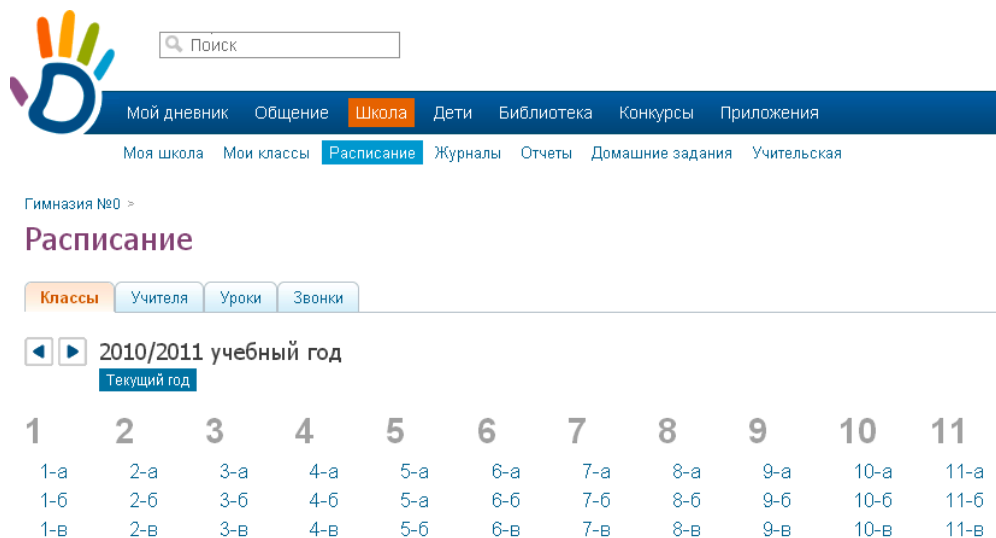 Поиск
Мой дневник Общение Школа Дети Библиотека Конкурсы Приложения
Моя школа Мои классы Расписание Журналы Отчеты Домашние задания Учительская
Гимназия №0 >
Расписание
Классы Учителя Уроки Звонки
2010/2011 учебный год
Текущий год
1 2 3 4 5 6 7 8 9 10 11
1-а 2-а 3-а 4-а 5-а 6-а 7-а 8-а 9-а 10-а 11-а
1-б 2-б 3-б 4-б 5-а 6-б 7-б 8-б 9-б 10-б 11-б
1-в 2-в 3-в 4-в 5-б 6-в 7-в 8-в 9-в 10-в 11-в